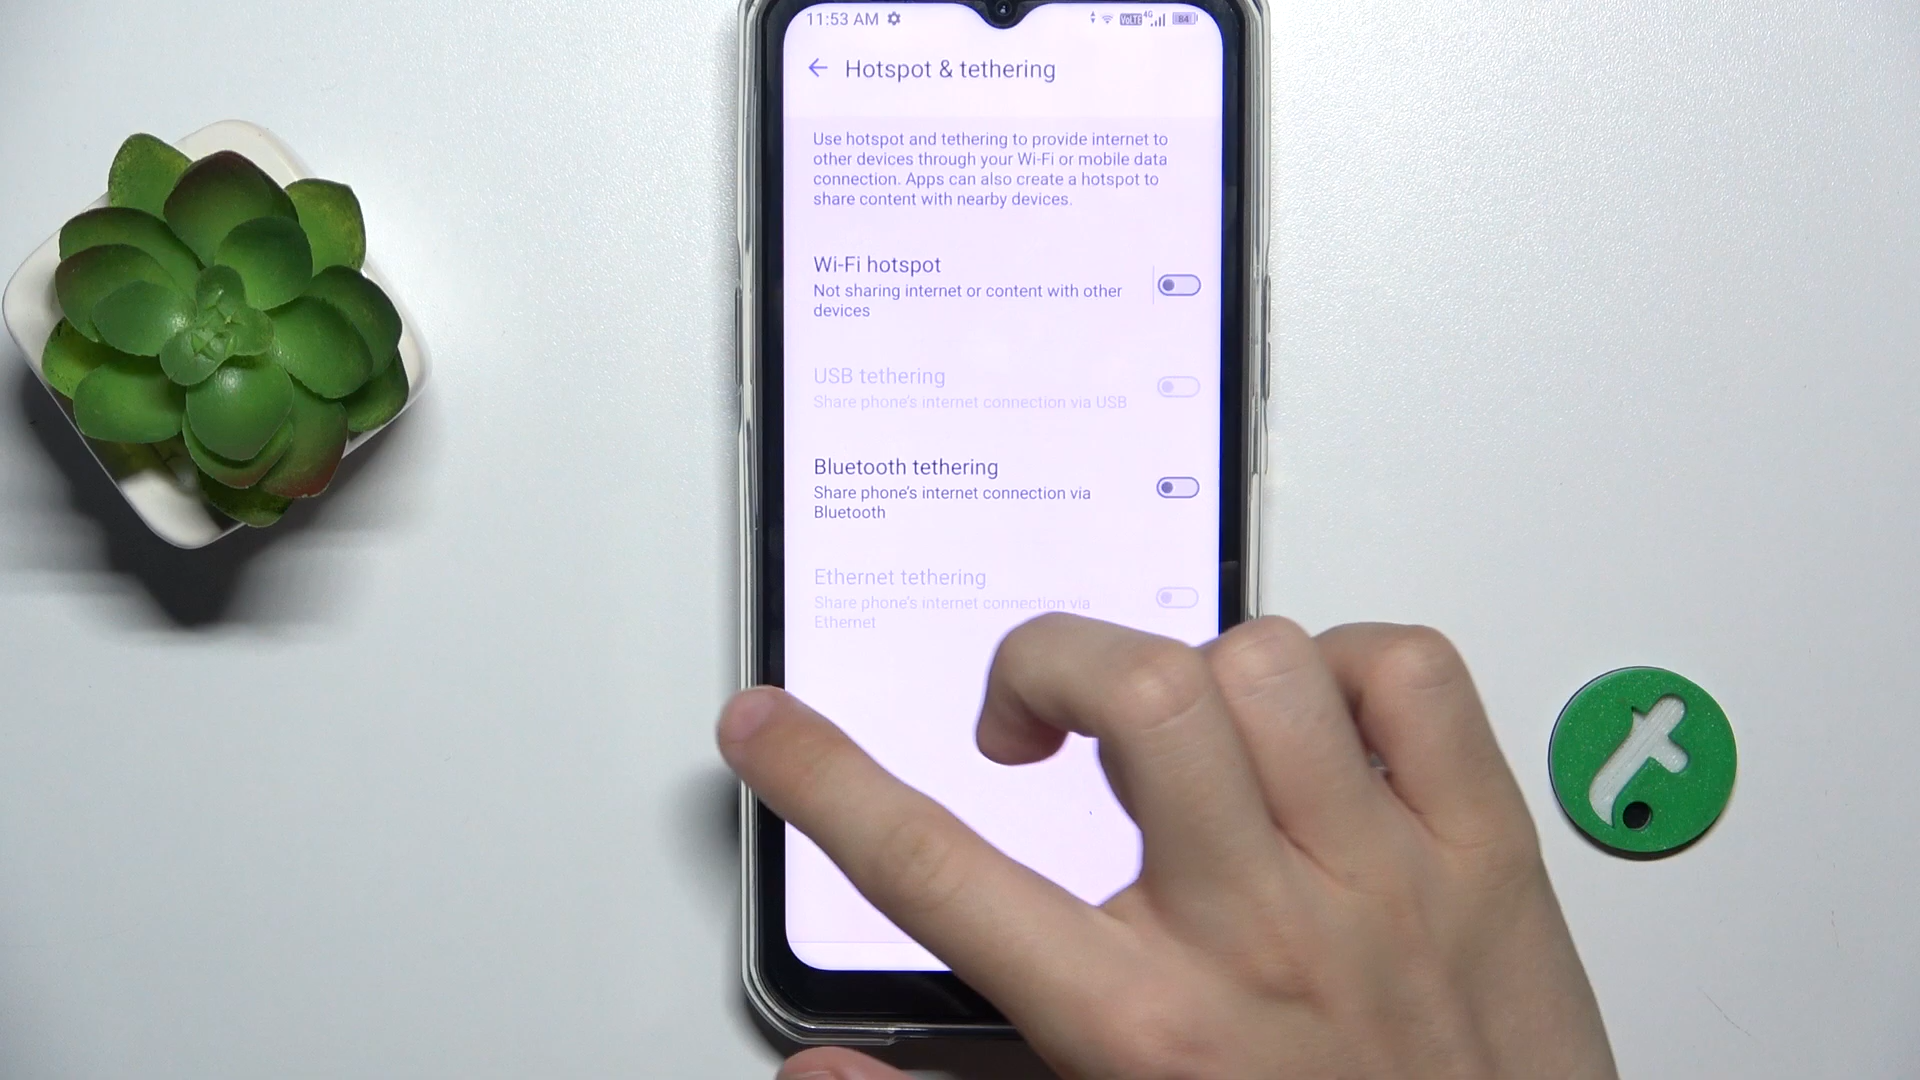 11:53 AM
VoLTE 4G 84
Hotspot & tethering
Use hotspot and tethering to provide internet to
other devices through your Wi-Fi or mobile data
connection. Apps can also create a hotspot to
share content with nearby devices.
Wi-Fi hotspot
Not sharing internet or content with other
devices
USB tethering
Share phone's internet connection via USB
Bluetooth tethering
Share phone's internet connection via
Bluetooth
Ethernet tethering
Share phone's internet connection via
Ethernet